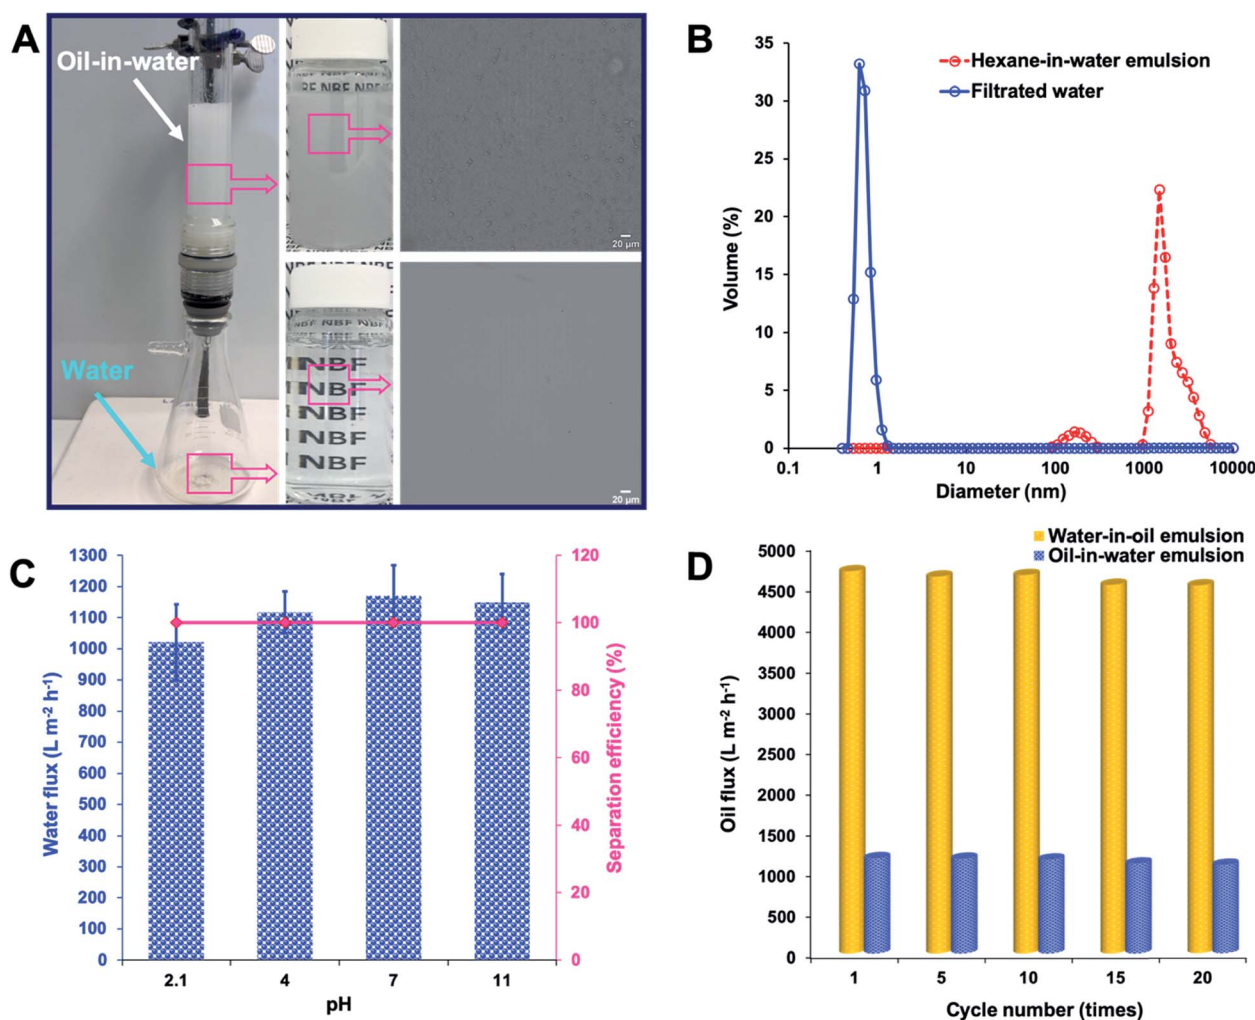 A
Oil-in-water
Water
NBF
NBF
NBF NBF
NBF
NBF
NBF
NBF
NBF
20 µm
20 µm
B
Hexane-in-water emulsion
Filtrated water
35
30
25
20
15
10
5
0
Volume (%)
0.1 1 10 100 1000 10000
Diameter (nm)
C
1300
1200
1100
1000
900
800
700
600
500
400
300
200
100
0
Water flux (L m-2 h-1)
120
100
80
60
40
20
0
Separation efficiency (%)
2.1 4 7 11
pH
D
Water-in-oil emulsion
Oil-in-water emulsion
5000
4500
4000
3500
3000
2500
2000
1500
1000
500
0
Oil flux (L m-2 h-1)
1 5 10 15 20
Cycle number (times)